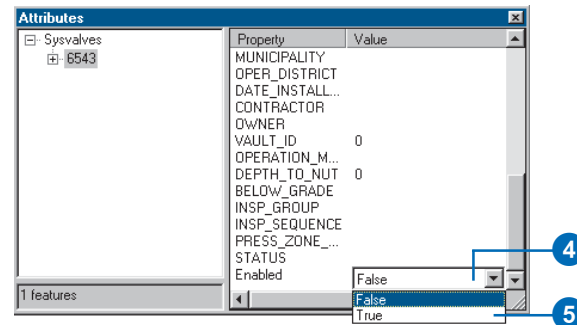 Attributes
Sysvalves
6543
Property Value
MUNICIPALITY
OPER_DISTRICT
DATE_INSTALL...
CONTRACTOR
OWNER
VAULT_ID 0
OPERATION_M...
DEPTH_TO_NUT 0
BELOW_GRADE
INSP_GROUP
INSP_SEQUENCE
PRESS_ZONE_...
STATUS
Enabled False
False
True
4
5
1 features